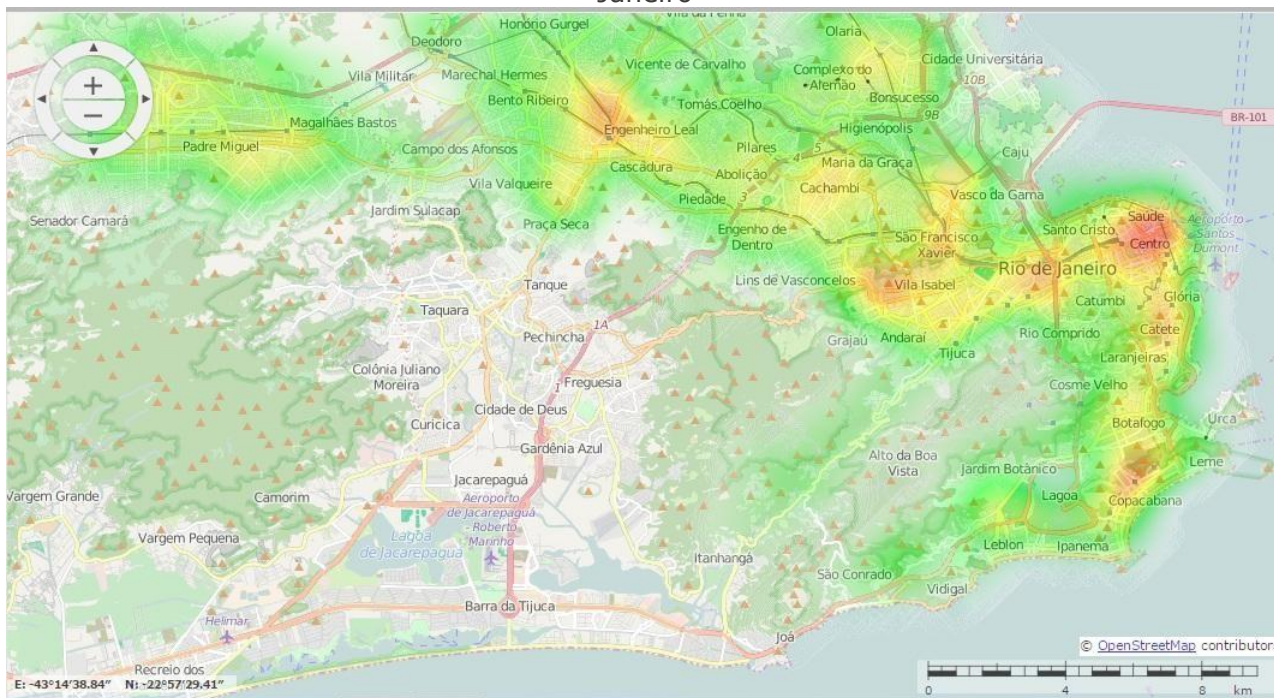 Janeiro
Honório Gurgel
Vila da Penha
Olaria
Deodoro
Cidade Universitária
Vicente de Carvalho
Complexo do
Alemão
Vila Militar
Marechal Hermes
10B
Bento Ribeiro
Tomás Coelho
Bonsucesso
9B
BR-101
Magalhães Bastos
Engenheiro Leal
Higienópolis
Padre Miguel
Campo dos Afonsos
Pilares
5
4
Caju
Cascadura
Abolição
Maria da Graça
Vila Valqueire
Piedade
Cachambi
3
Vasco da Gama
Senador Camará
Jardim Sulacap
Praça Seca
Engenho de
Dentro
Santo Cristo
Saúde
Centro
Aeroporto
Santos
Dumont
São Francisco
Xavier
Rio de Janeiro
Tanque
Lins de Vasconcelos
Vila Isabel
Catumbi
Glória
Taquara
1A
Pechincha
Grajaú
Andaraí
Rio Comprido
Catete
Tijuca
Laranjeiras
Colônia Juliano
Moreira
1
Freguesia
Cosme Velho
Cidade de Deus
Curicica
Botafogo
Urca
Gardênia Azul
Alto da Boa
Vista
Leme
Jardim Botânico
Jacarepaguá
Lagoa
Copacabana
Vargem Grande
Camorim
Aeroporto
de Jacarepaguá
- Roberto
Marinho
Vargem Pequena
Lagoa
de Jacarepagua
Leblon
Ipanema
Itanhangá
São Conrado
Vidigal
Barra da Tijuca
Helimar
Joá
© OpenStreetMap contributor
Recreio dos
E: -43°14'38.84" N: -22°57'29.41"
0 4 8 km